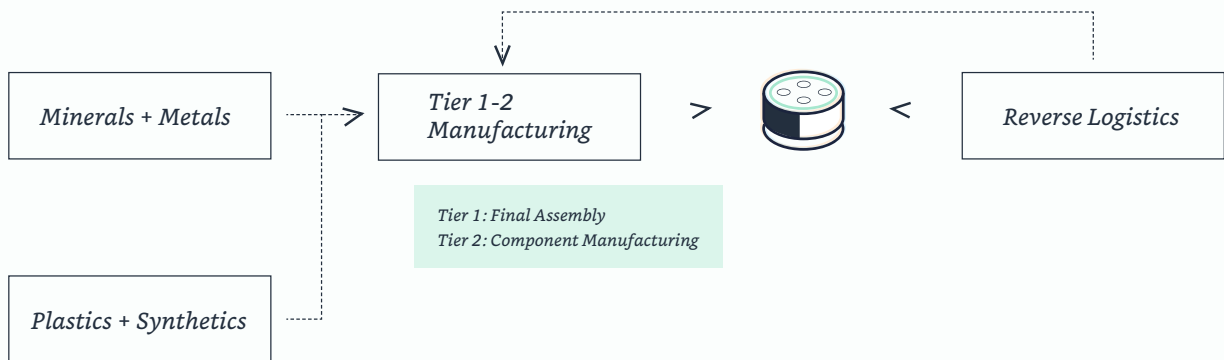 Minerals + Metals
Tier 1-2
Manufacturing
Reverse Logistics
Tier 1: Final Assembly
Tier 2: Component Manufacturing
Plastics + Synthetics